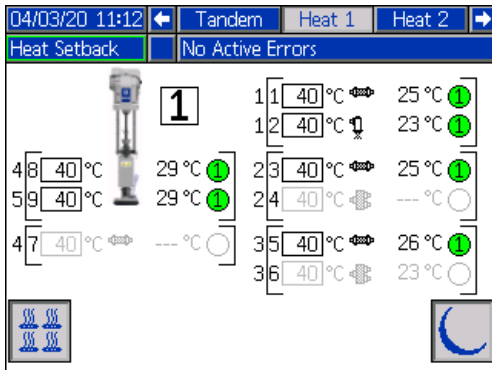 04/03/20 11:12 Tandem Heat 1 Heat 2
Heat Setback No Active Errors
1
1 1 40 °C 25 °C 1
1 2 40 °C 23 °C 1
4 8 40 °C 29 °C 1
5 9 40 °C 29 °C 1
2 3 40 °C 25 °C 1
2 4 40 °C --- °C
4 7 40 °C --- °C
3 5 40 °C 26 °C 1
3 6 40 °C 23 °C